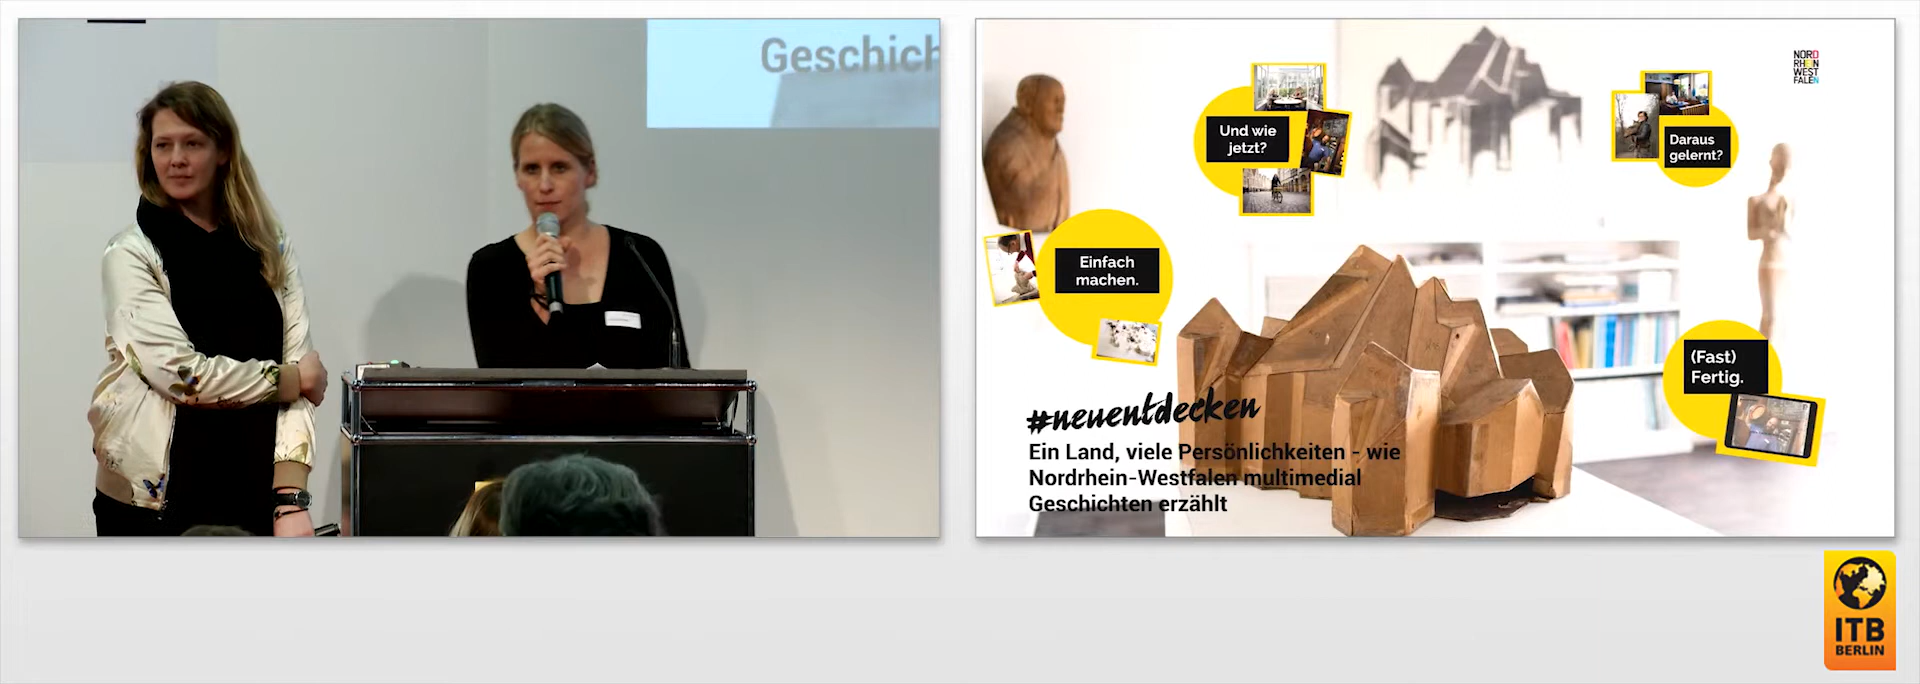 Geschich
NOR
RHEIN
WEST
FALEN
Und wie
jetzt?
Daraus
gelernt?
Einfach
machen.
(Fast)
Fertig.
#neuentdecken
Ein Land, viele Persönlichkeiten - wie
Nordrhein-Westfalen multimedial
Geschichten erzählt
ITB
BERLIN